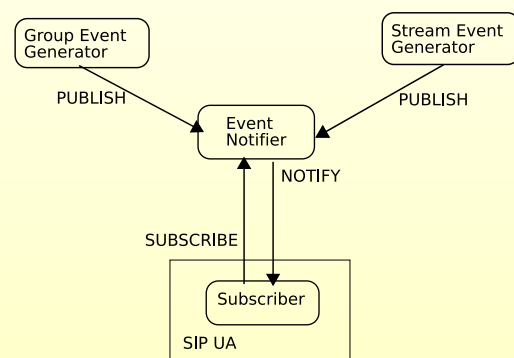 Group Event
Generator
Stream Event
Generator
PUBLISH
PUBLISH
Event
Notifier
NOTIFY
SUBSCRIBE
Subscriber
SIP UA